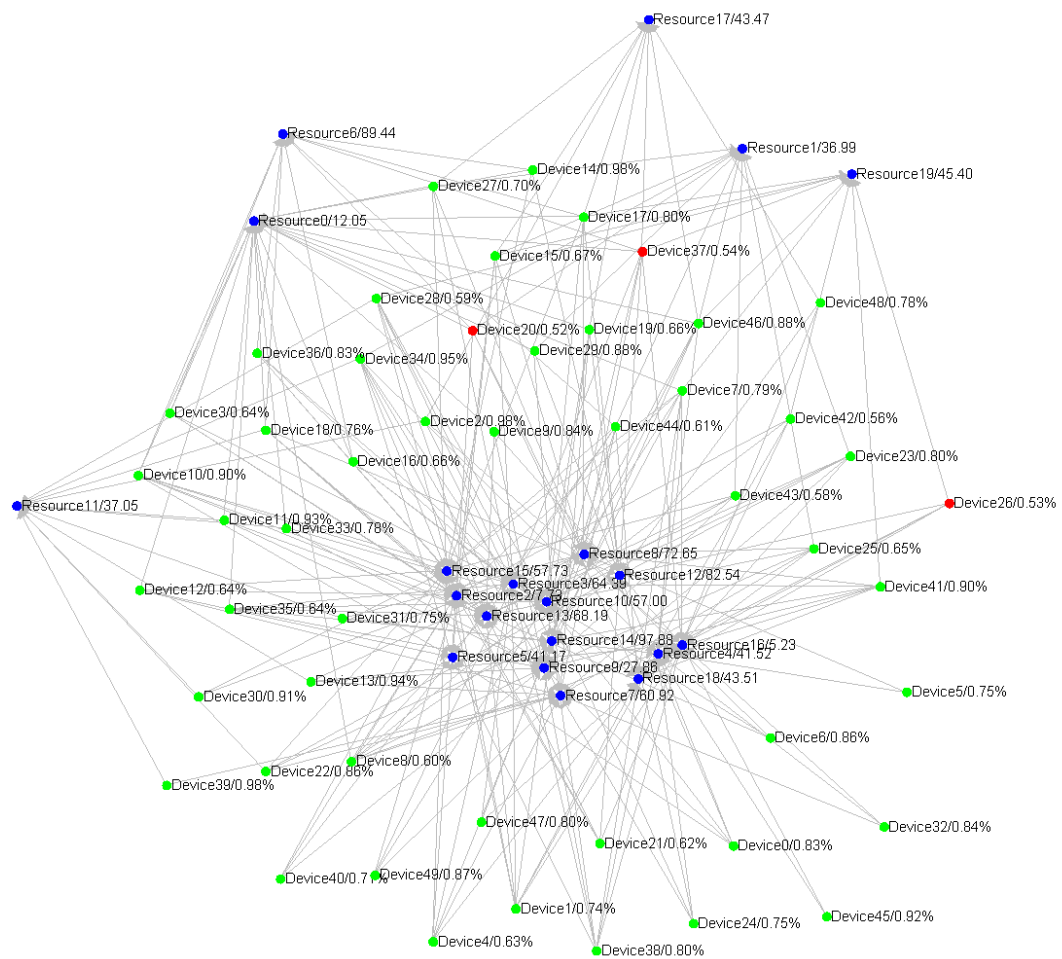 Resource17/43.47
Resource6/89.44
Resource1/36.99
Device14/0.98%
Resource19/45.40
Device27/0.70%
Device17/0.80%
Resource0/12.05
Device37/0.54%
Device15/0.67%
Device28/0.59%
Device48/0.78%
Device46/0.88%
Device20/0.52%
Device19/0.66%
Device29/0.88%
Device36/0.83%
Device34/0.95%
Device7/0.79%
Device3/0.64%
Device2/0.98%
Device42/0.56%
Device44/0.61%
Device18/0.76%
Device9/0.84%
Device23/0.80%
Device16/0.66%
Device10/0.90%
Device43/0.58%
Device26/0.53%
Resource11/37.05
Device11/0.93%
Device33/0.78%
Device25/0.65%
Resource8/72.65
Resource15/57.73
Resource12/82.54
Resource3/64.39
Device41/0.90%
Device12/0.64%
Resource2/7.73
Resource10/57.00
Device35/0.64%
Resource13/68.19
Device31/0.75%
Resource14/97.88
Resource16/5.23
Resource4/41.52
Resource5/41.17
Resource9/27.86
Resource18/43.51
Device13/0.94%
Device5/0.75%
Resource7/60.92
Device30/0.91%
Device6/0.86%
Device8/0.60%
Device22/0.86%
Device39/0.98%
Device47/0.80%
Device32/0.84%
Device21/0.62%
Device0/0.83%
Device49/0.87%
Device40/0.71%
Device1/0.74%
Device45/0.92%
Device24/0.75%
Device4/0.63%
Device38/0.80%